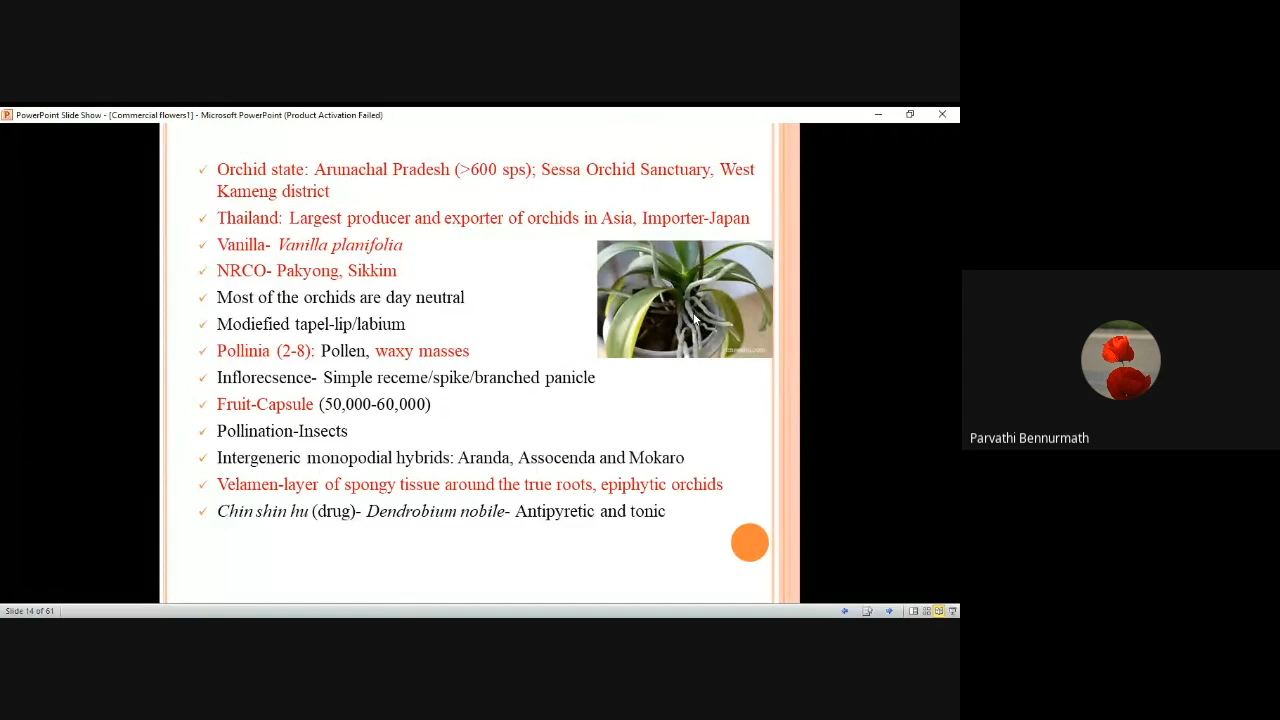 PowerPoint Slide Show - [Commercial flowers1] - Microsoft PowerPoint (Product Activation Failed)
Orchid state: Arunachal Pradesh (>600 sps); Sessa Orchid Sanctuary, West
Kameng district
Thailand: Largest producer and exporter of orchids in Asia, Importer-Japan
Vanilla- Vanilla planifolia
NRCO- Pakyong, Sikkim
Most of the orchids are day neutral
Modiefied tapel-lip/labium
Pollinia (2-8): Pollen, waxy masses
Inflorecsence- Simple receme/spike/branched panicle
Fruit-Capsule (50,000-60,000)
Pollination-Insects
Intergeneric monopodial hybrids: Aranda, Assocenda and Mokaro
Velamen-layer of spongy tissue around the true roots, epiphytic orchids
Chin shin hu (drug)- Dendrobium nobile- Antipyretic and tonic
Slide 14 of 61
Parvathi Bennurmath